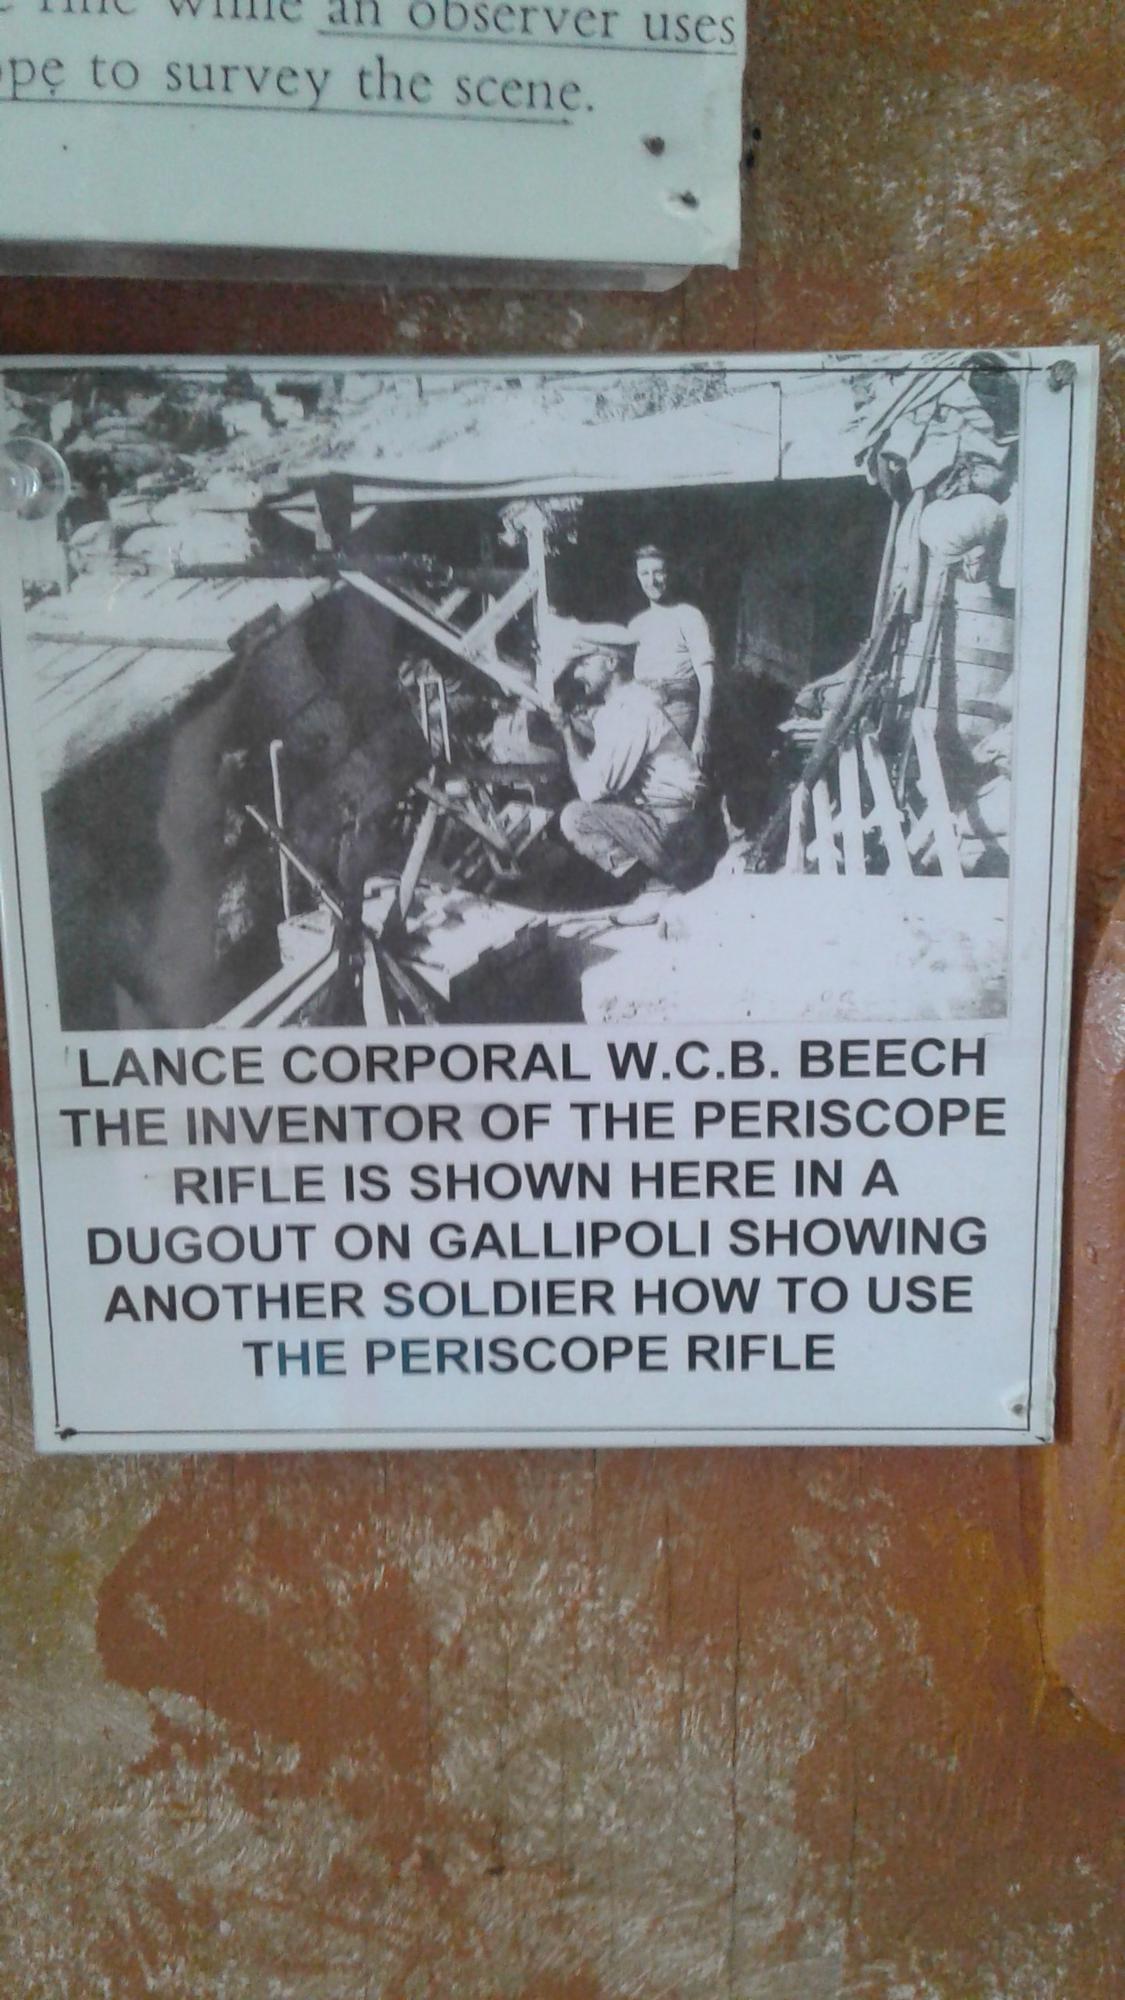 while an observer uses
to survey the scene.
LANCE CORPORAL W.C.B. BEECH
THE INVENTOR OF THE PERISCOPE
RIFLE IS SHOWN HERE IN A
DUGOUT ON GALLIPOLI SHOWING
ANOTHER SOLDIER HOW TO USE
THE PERISCOPE RIFLE